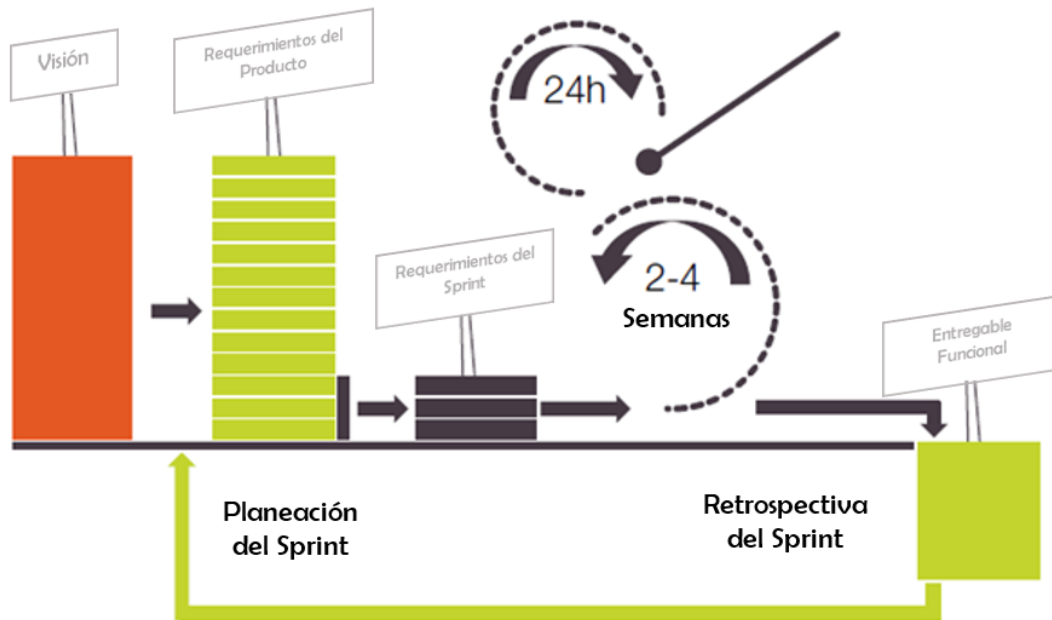 Visión
Requerimientos del
Producto
24h
Requerimientos del
Sprint
2-4
Semanas
Entregable
Funcional
Planeación
del Sprint
Retrospectiva
del Sprint